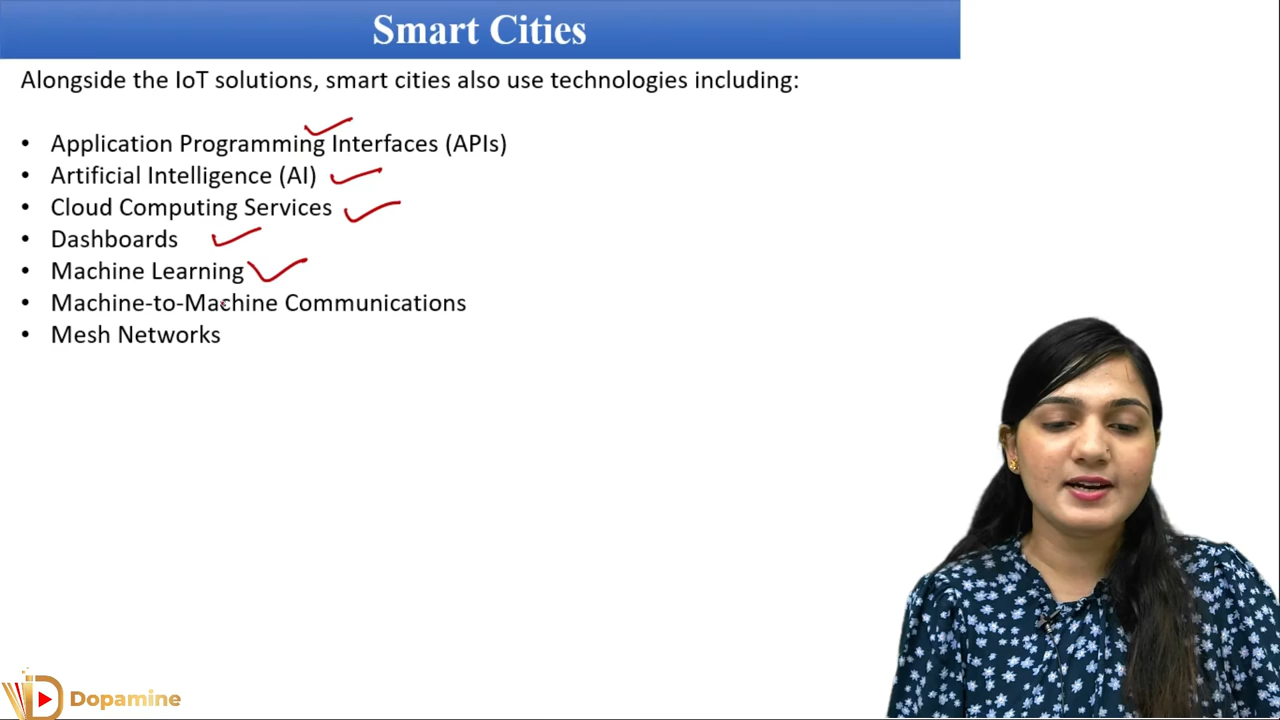 Smart Cities
Alongside the IoT solutions, smart cities also use technologies including:
• Application Programming Interfaces (APIs)
• Artificial Intelligence (AI)
• Cloud Computing Services
• Dashboards
• Machine Learning
• Machine-to-Machine Communications
• Mesh Networks
Dopamine